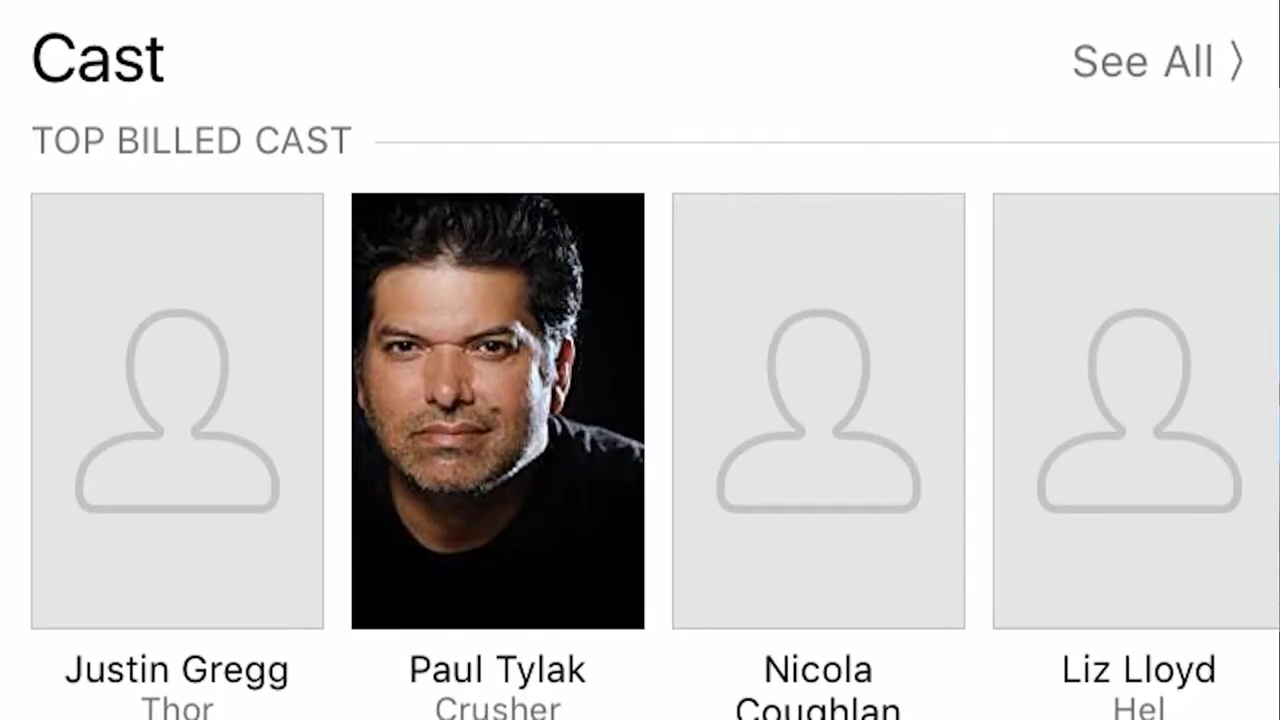 Cast
See All 〉
TOP BILLED CAST
Justin Gregg
Paul Tylak
Nicola
Liz Lloyd
Thor
Crusher
Coughlan
Hel